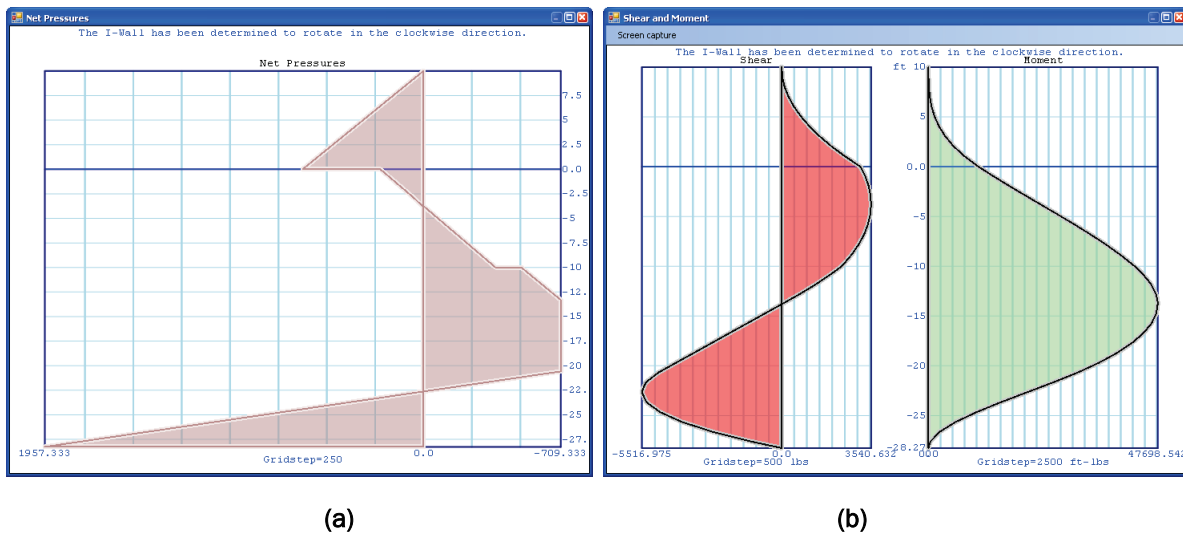 Net Pressures
The I-Wall has been determined to rotate in the clockwise direction.
Net Pressures
7.5
5
2.5
0.0
-2.5
-5
-7.5
-10
-12.5
-15
-17.
-20
-22.
-25
-27.
1957.333
0.0
-709.333
Gridstep=250
(a)
Shear and Moment
Screen capture
The I-Wall has been determined to rotate in the clockwise direction.
Shear
ft 10
Moment
5
0.0
-5
-10
-15
-20
-25
-28.27
-5516.975
0.0
3540.632
000
47698.542
Gridstep=500 lbs
Gridstep=2500 ft-lbs
(b)